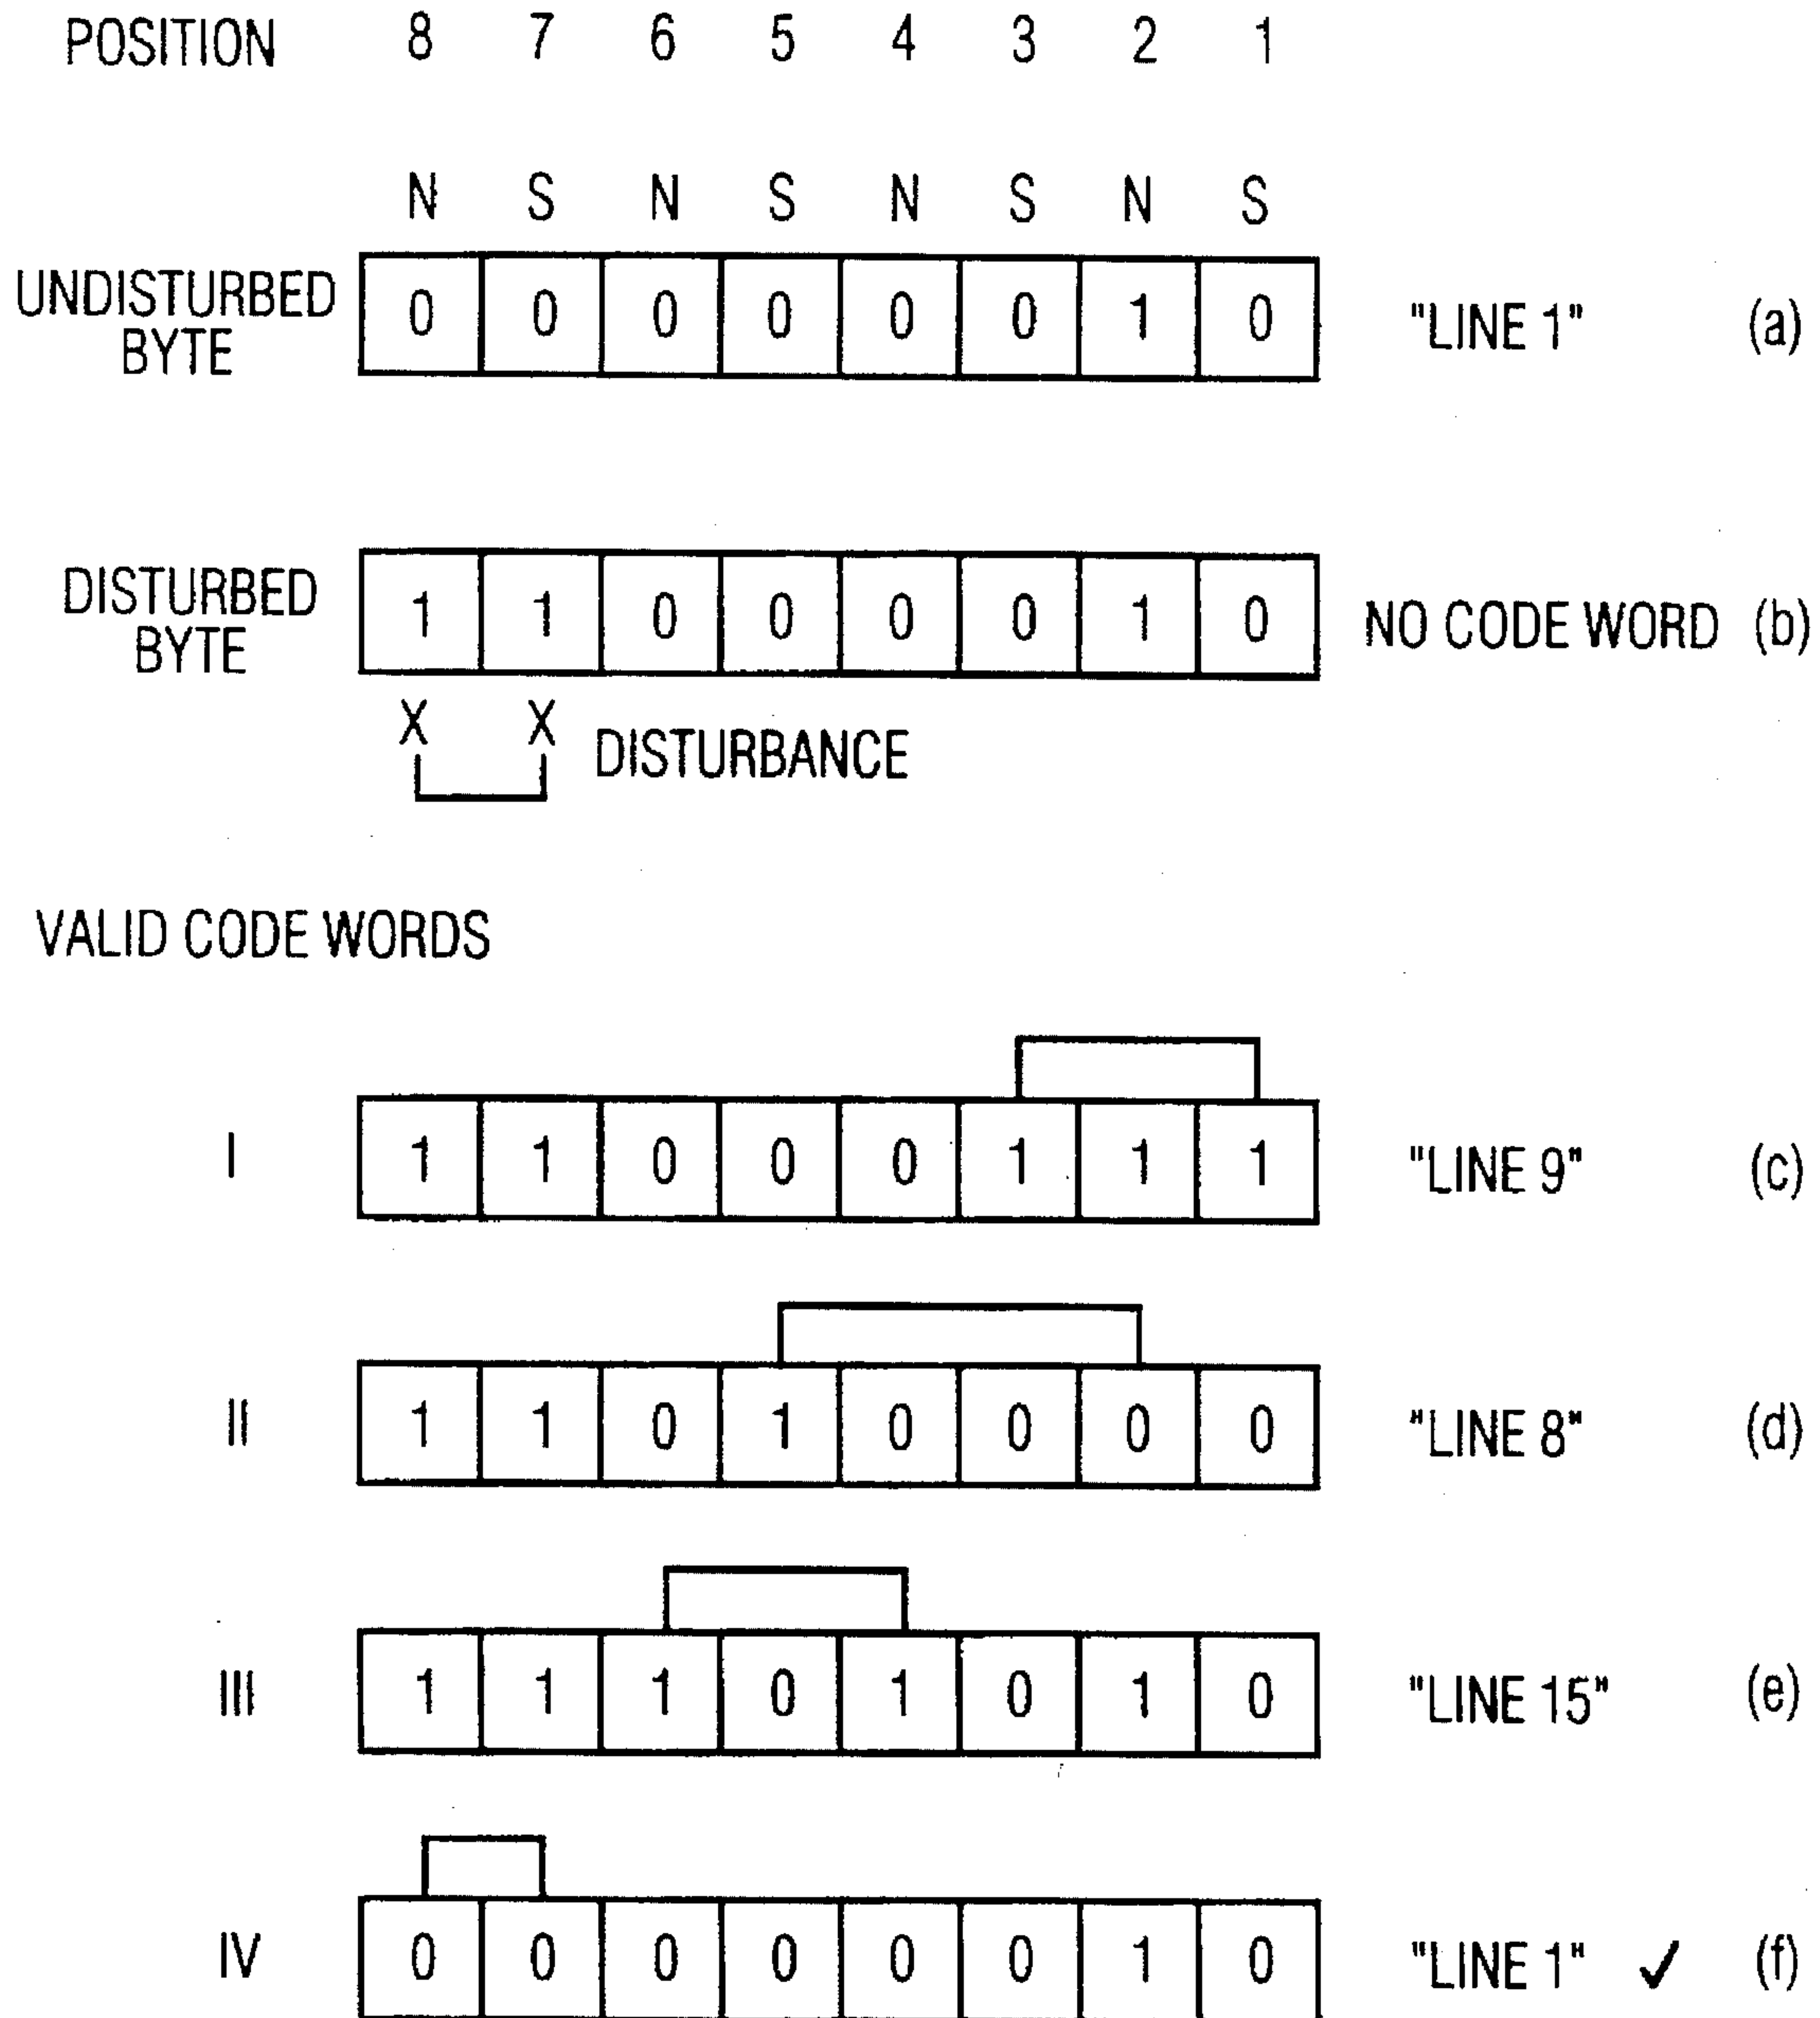 POSITION 8 7 6 5 4 3 2 1
N S N S N S N S
UNDISTURBED
BYTE
0 0 0 0 0 0 1 0 "LINE 1" (a)
DISTURBED
BYTE
1 1 0 0 0 0 1 0 NO CODE WORD (b)
X X DISTURBANCE
VALID CODE WORDS
I 1 1 0 0 0 1 1 1 "LINE 9" (c)
II 1 1 0 1 0 0 0 0 "LINE 8" (d)
III 1 1 1 0 1 0 1 0 "LINE 15" (e)
IV 0 0 0 0 0 0 1 0 "LINE 1" ✓ (f)